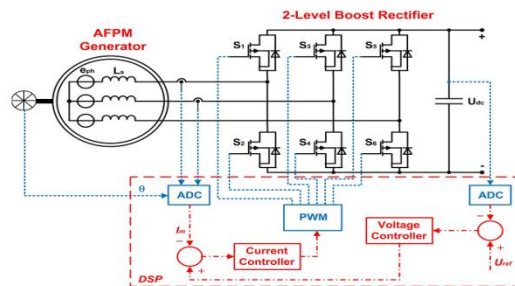 AFPM
Generator
2-Level Boost Rectifier
S1
S3
S5
+
eph
Ls
Udc
S2
S4
S6
-
θ
ADC
PWM
ADC
Im
Voltage
Controller
−
−
+
Current
Controller
+
Uref
DSP